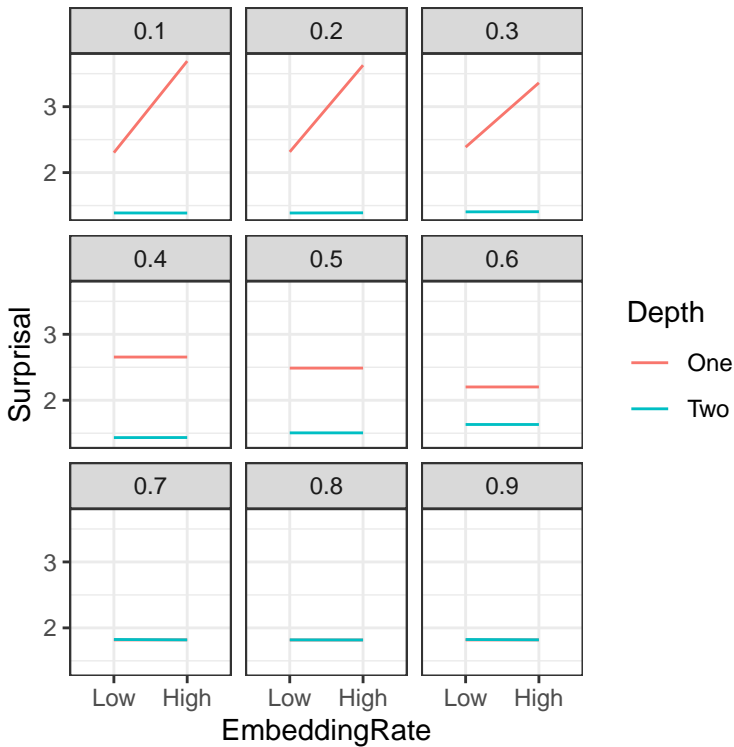 0.1 0.2 0.3
3
2
0.4 0.5 0.6
3
2
0.7 0.8 0.9
3
2
Low High Low High Low High
EmbeddingRate
Surprisal
Depth
One
Two